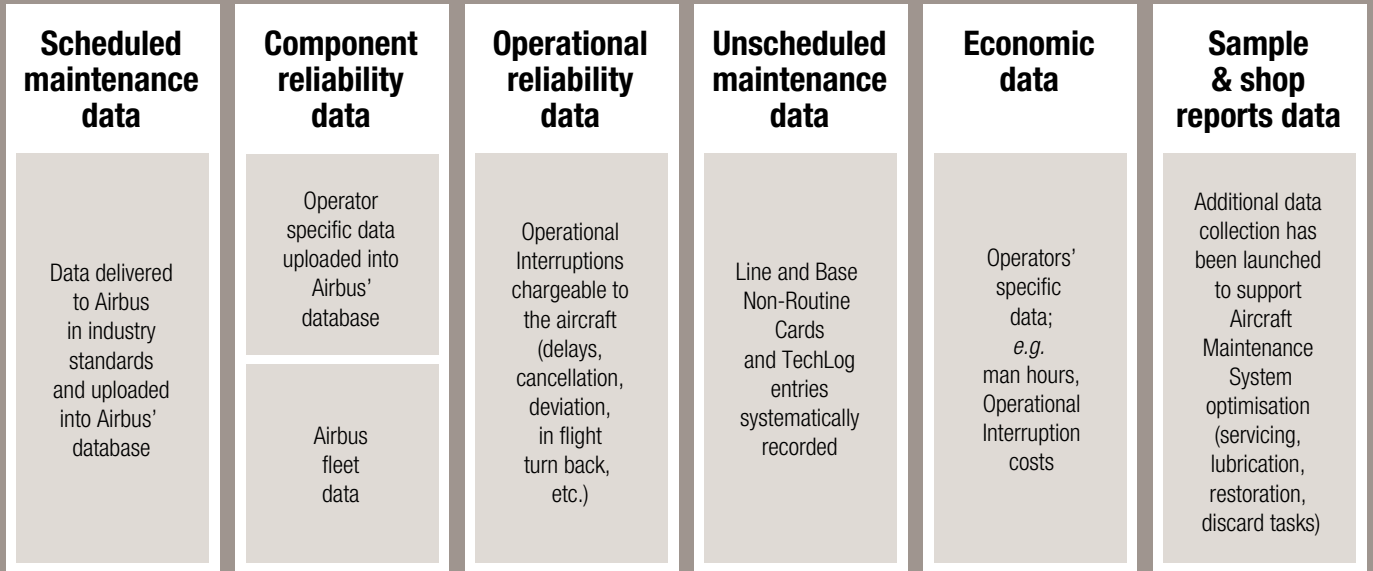 Scheduled
maintenance
data
Data delivered
to Airbus
in industry
standards
and uploaded
into Airbus’
database
Component
reliability
data
Operator
specific data
uploaded into
Airbus’
database
Airbus
fleet
data
Operational
reliability
data
Operational
Interruptions
chargeable to
the aircraft
(delays,
cancellation,
deviation,
in flight
turn back,
etc.)
Unscheduled
maintenance
data
Line and Base
Non-Routine
Cards
and TechLog
entries
systematically
recorded
Economic
data
Operators’
specific
data;
e.g.
man hours,
Operational
Interruption
costs
Sample
& shop
reports data
Additional data
collection has
been launched
to support
Aircraft
Maintenance
System
optimisation
(servicing,
lubrication,
restoration,
discard tasks)